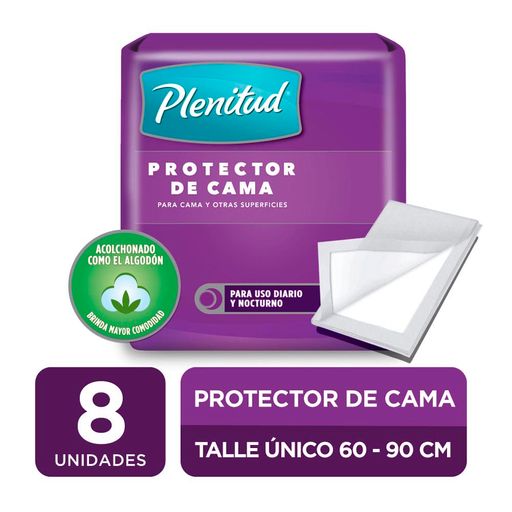 Plenitud
PROTECTOR
DE CAMA
PARA CAMA Y OTRAS SUPERFICIES
ACOLCHONADO
COMO EL ALGODÓN
BRINDA MAYOR COMODIDAD
PARA USO DIARIO
Y NOCTURNO
8
UNIDADES
PROTECTOR DE CAMA
TALLE ÚNICO 60 - 90 CM